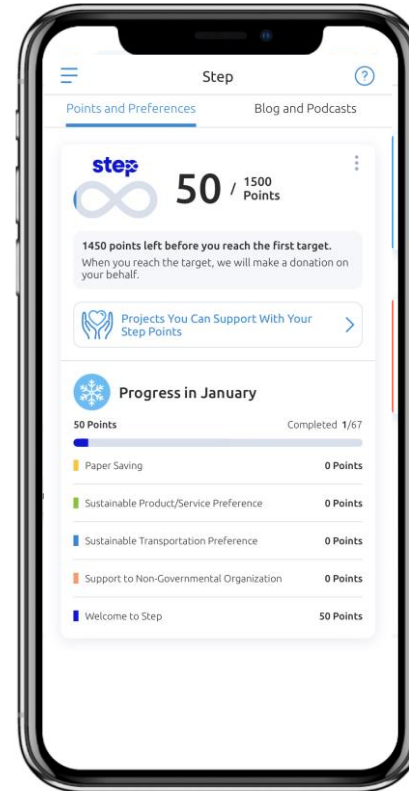 Step
?
Points and Preferences
Blog and Podcasts
step
50 / 1500 Points
1450 points left before you reach the first target.
When you reach the target, we will make a donation on
your behalf.
Projects You Can Support With Your
Step Points
Progress in January
50 Points
Completed 1/67
Paper Saving 0 Points
Sustainable Product/Service Preference 0 Points
Sustainable Transportation Preference 0 Points
Support to Non-Governmental Organization 0 Points
Welcome to Step 50 Points